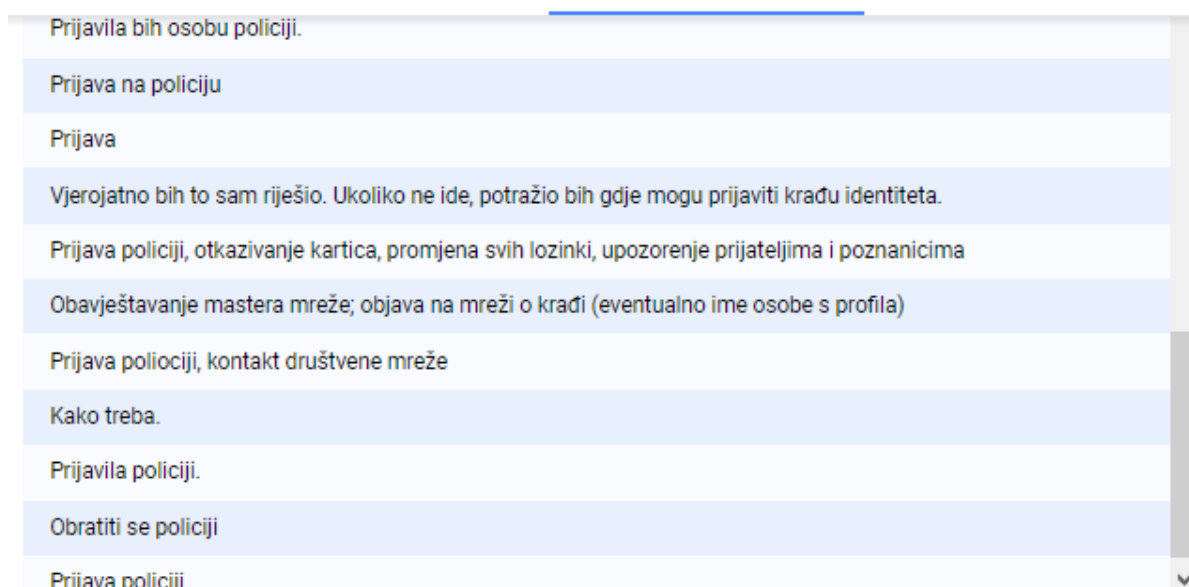 Prijavila bih osobu policiji.
Prijava na policiju
Prijava
Vjerojatno bih to sam riješio. Ukoliko ne ide, potražio bih gdje mogu prijaviti krađu identiteta.
Prijava policiji, otkazivanje kartica, promjena svih lozinki, upozorenje prijateljima i poznanicima
Obavještavanje mastera mreže; objava na mreži o krađi (eventualno ime osobe s profila)
Prijava poliociji, kontakt društvene mreže
Kako treba.
Prijavila policiji.
Obratiti se policiji
Prijava policiji